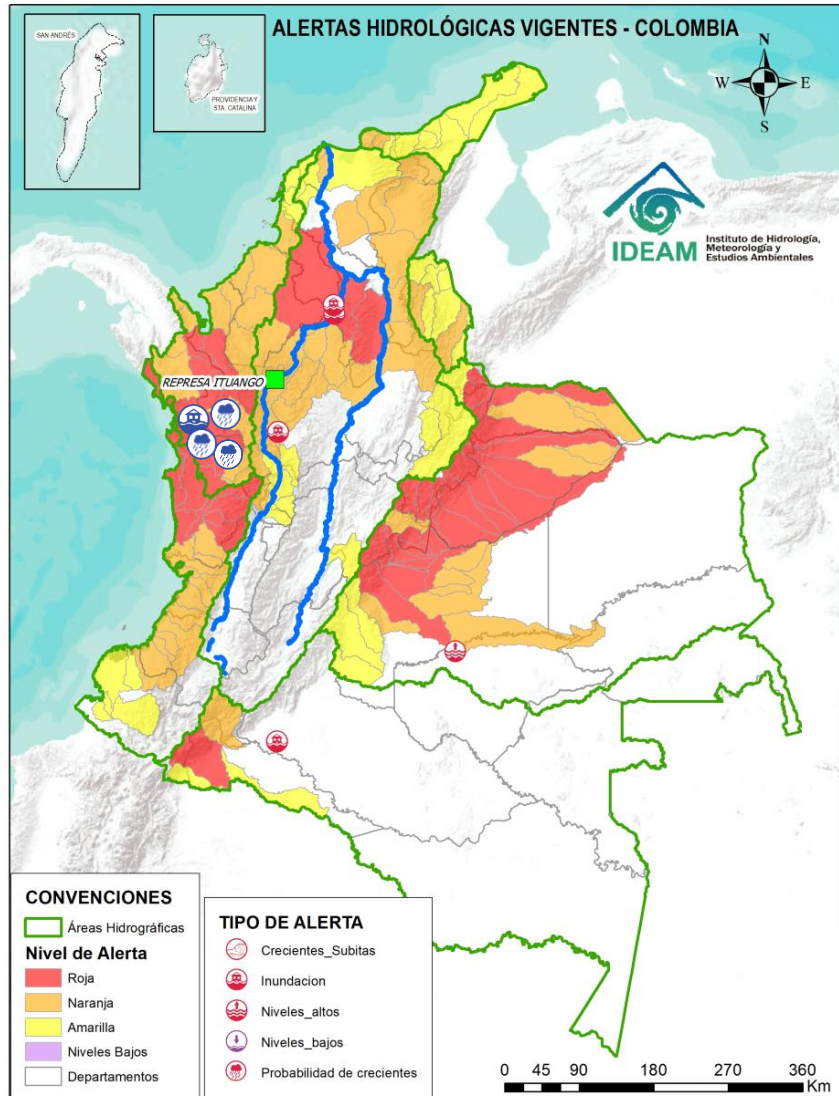 ALERTAS HIDROLÓGICAS VIGENTES - COLOMBIA
SAN ANDRÉS
PROVIDENCIA Y
STA. CATALINA
N
W
E
S
IDEAM
Instituto de Hidrología,
Meteorología y
Estudios Ambientales
REPRESA ITUANGO
CONVENCIONES
Áreas Hidrográficas
Nivel de Alerta
Roja
Naranja
Amarilla
Niveles Bajos
Departamentos
TIPO DE ALERTA
Crecientes_Subitas
Inundacion
Niveles_altos
Niveles_bajos
Probabilidad de crecientes
0 45 90 180 270 360
Km